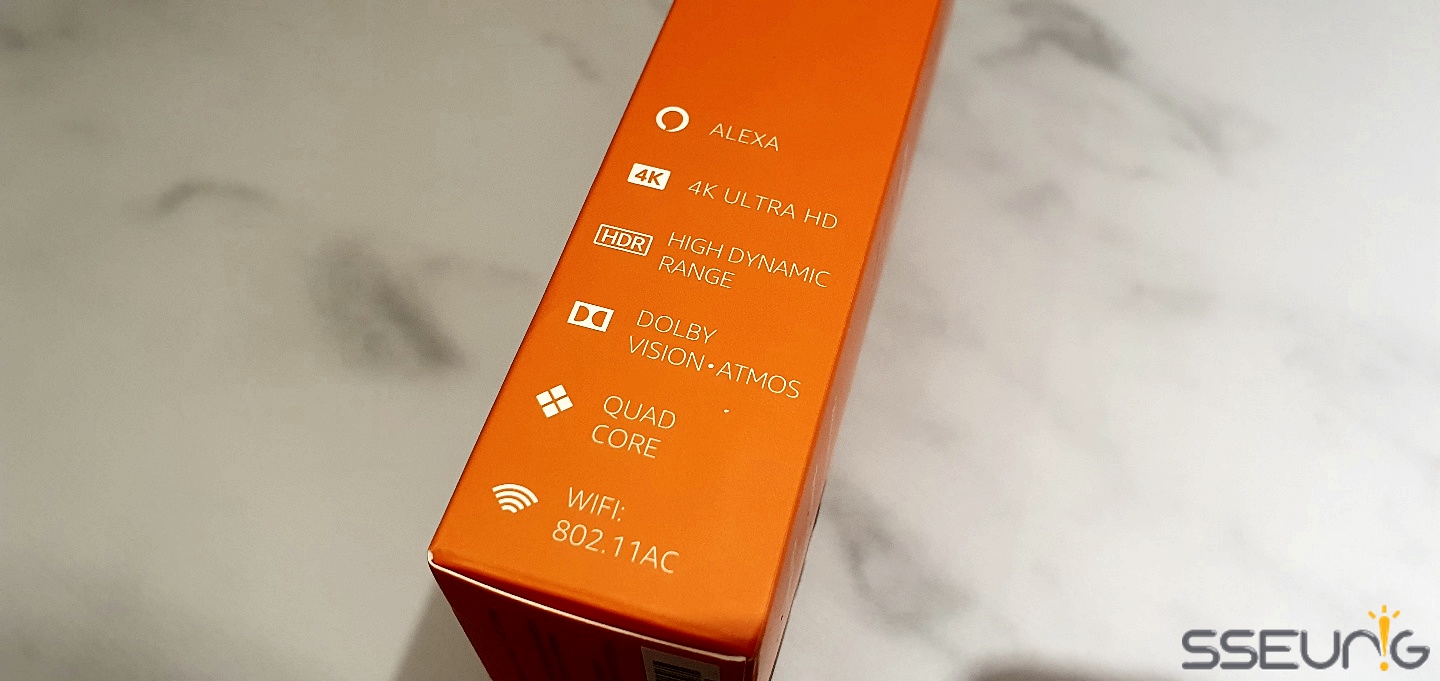 ALEXA
4K 4K ULTRA HD
HDR HIGH DYNAMIC
RANGE
DOLBY
VISION•ATMOS
QUAD
CORE
WIFI:
802.11AC
SSEUNG